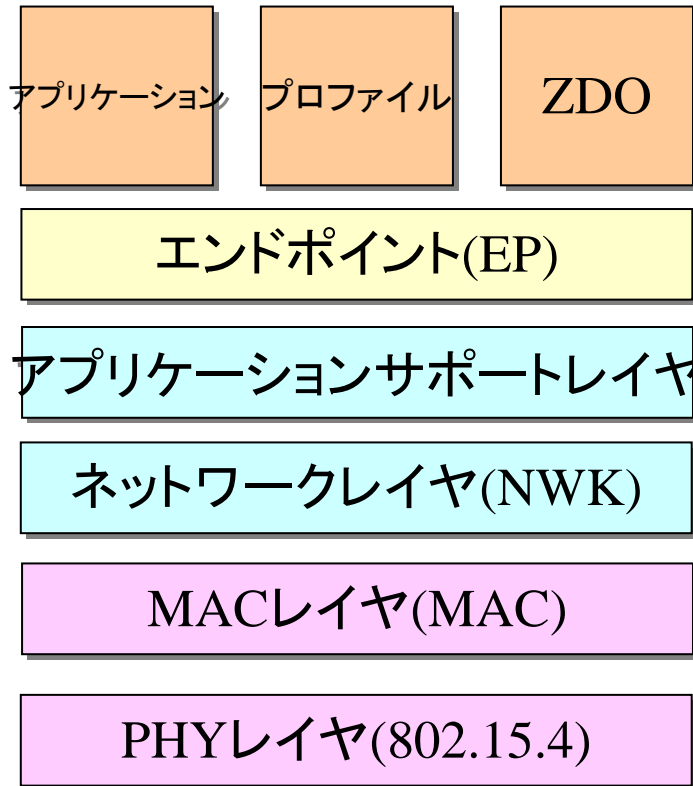 アプリケーション
プロファイル
ZDO
エンドポイント(EP)
アプリケーションサポートレイヤ
ネットワークレイヤ(NWK)
MACレイヤ(MAC)
PHYレイヤ(802.15.4)